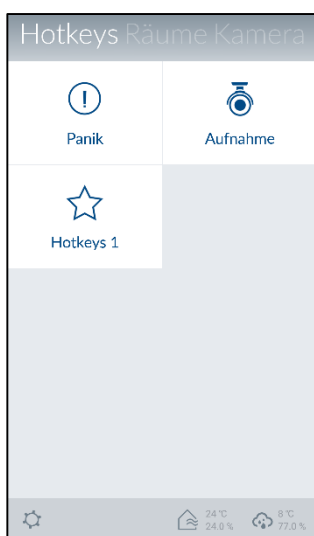 Hotkeys Räume Kamera
Panik
Aufnahme
Hotkeys 1
24 °C
24.0 %
8 °C
77.0 %